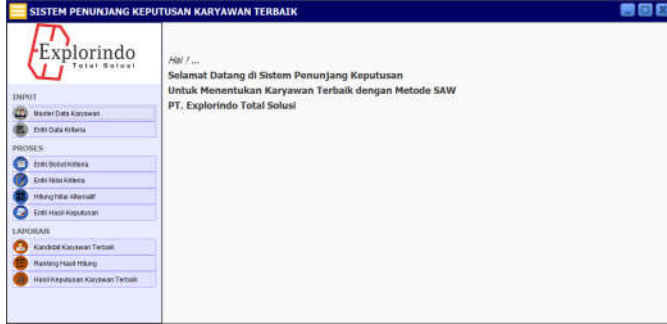 SISTEM PENUNJANG KEPUTUSAN KARYAWAN TERBAIK
Explorindo
Total Solusi
Hai ! ...
Selamat Datang di Sistem Penunjang Keputusan
Untuk Menentukan Karyawan Terbaik dengan Metode SAW
PT. Explorindo Total Solusi
INPUT
Master Data Karyawan
Entri Data Kriteria
PROSES
Entri Bobot Kriteria
Entri Nilai Kriteria
Hitung Nilai Alternatif
Entri Hasil Keputusan
LAPORAN
Kandidat Karyawan Terbaik
Ranking Hasil Hitung
Hasil Keputusan Karyawan Terbaik